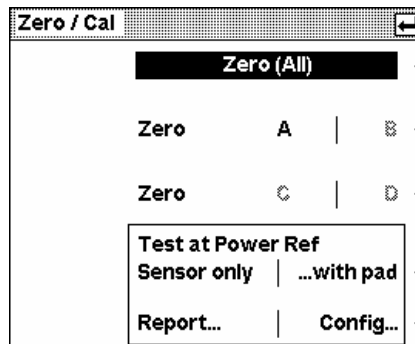 Zero / Cal
Zero (All)
Zero A | B
Zero C | D
Test at Power Ref
Sensor only | ...with pad
Report... | Config...